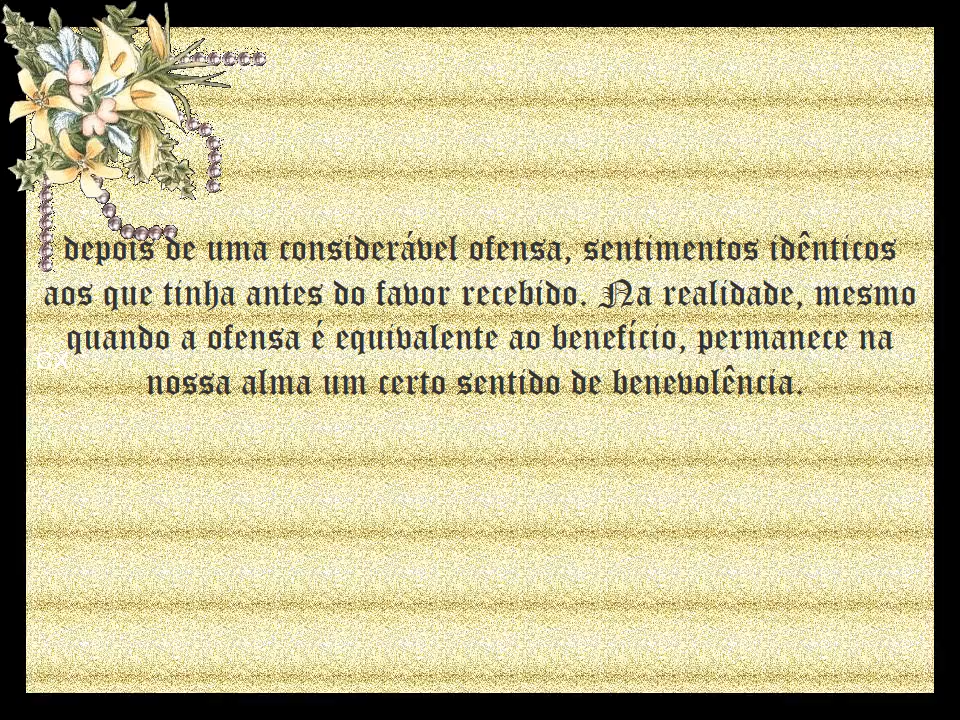 depois de uma considerável ofensa, sentimentos idênticos
aos que tinha antes do favor recebido. Na realidade, mesmo
quando a ofensa é equivalente ao benefício, permanece na
cx
nossa alma um certo sentido de benevolência.